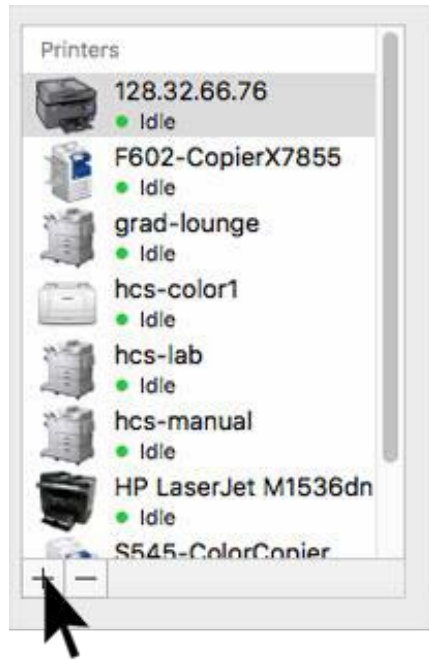 Printers
128.32.66.76
Idle
F602-CopierX7855
Idle
grad-lounge
Idle
hcs-color1
Idle
hcs-lab
Idle
hcs-manual
Idle
HP LaserJet M1536dn
Idle
S545-ColorCopier
+ −